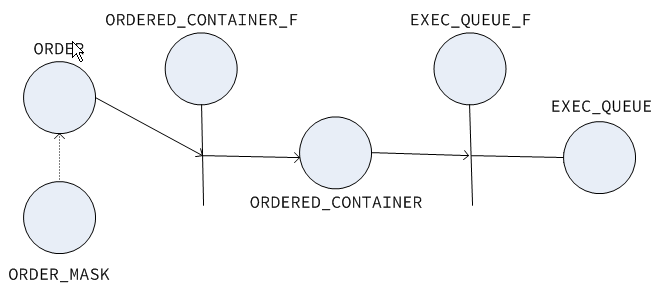 ORDERED_CONTAINER_F
EXEC_QUEUE_F
ORDER
EXEC_QUEUE
ORDERED_CONTAINER
ORDER_MASK